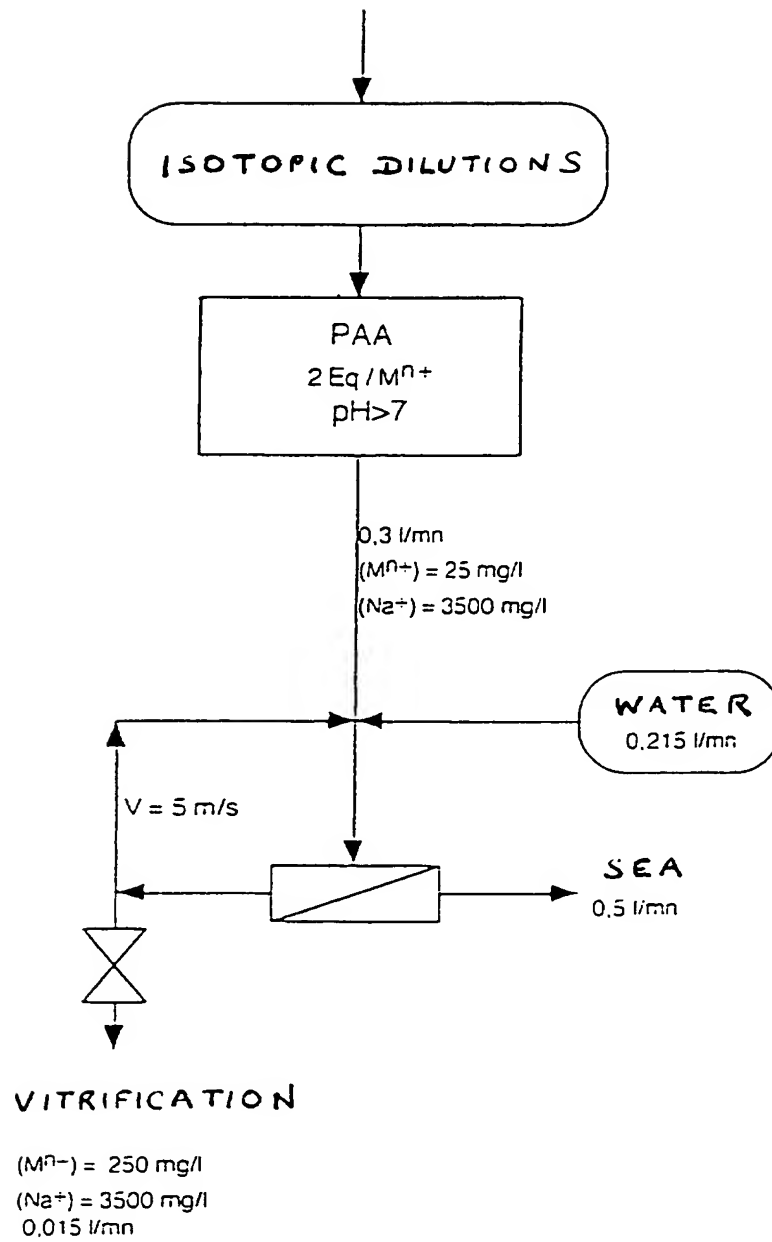 ISOTOPIC DILUTIONS
PAA
2 Eq / Mn+
pH>7
0,3 l/mn
(Mn+) = 25 mg/l
(Na+) = 3500 mg/l
WATER
0,215 l/mn
V = 5 m/s
SEA
0,5 l/mn
VITRIFICATION
(Mn-) = 250 mg/l
(Na+) = 3500 mg/l
0,015 l/mn